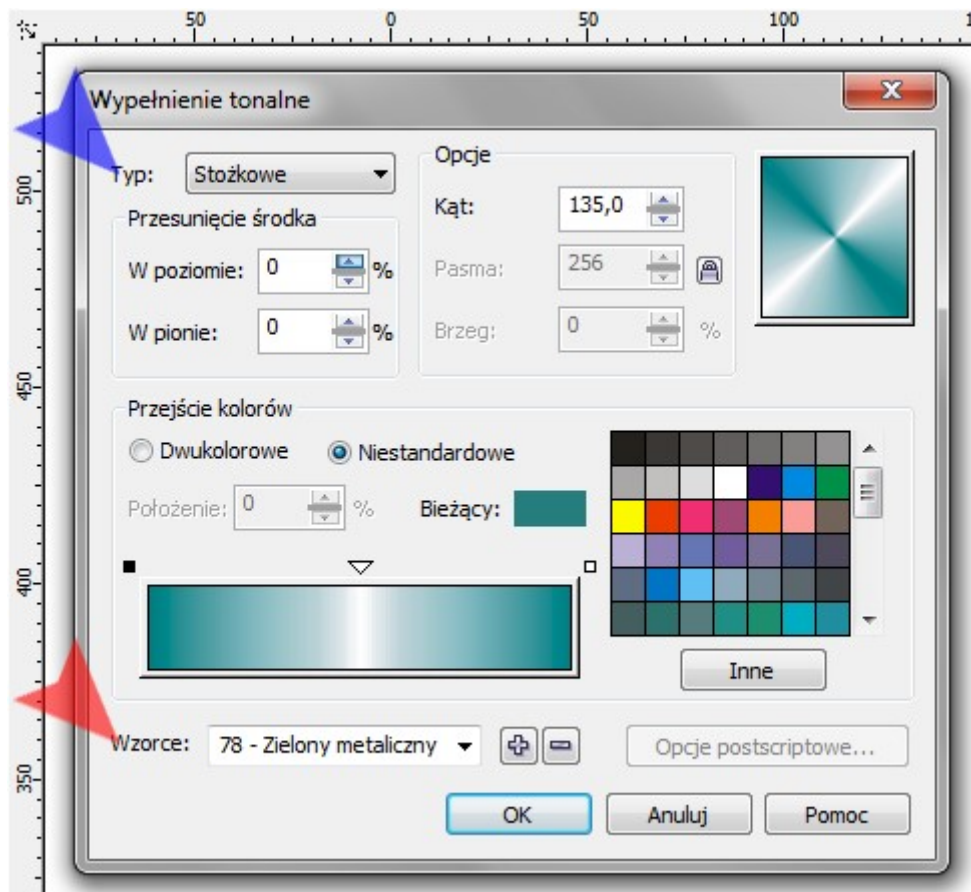 50 0 50 100 1
Wypełnienie tonalne
Typ: Stożkowe
Opcje
Kąt: 135,0
Przesunięcie środka
W poziomie: 0 %
Pasma: 256
W pionie: 0 %
Brzeg: 0 %
Przejście kolorów
Dwukolorowe Niestandardowe
Położenie: 0 % Bieżący:
Inne
Wzorce: 78 - Zielony metaliczny
Opcje postscriptowe...
OK Anuluj Pomoc
500
450
400
350